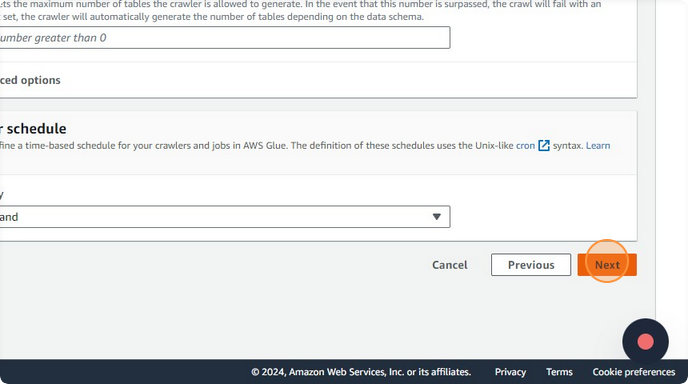 ets the maximum number of tables the crawler is allowed to generate. In the event that this number is surpassed, the crawl will fail with an
set, the crawler will automatically generate the number of tables depending on the data schema.
umber greater than 0
ced options
r schedule
fine a time-based schedule for your crawlers and jobs in AWS Glue. The definition of these schedules uses the Unix-like cron syntax. Learn
y
and
Cancel Previous Next
© 2024, Amazon Web Services, Inc. or its affiliates. Privacy Terms Cookie preferences